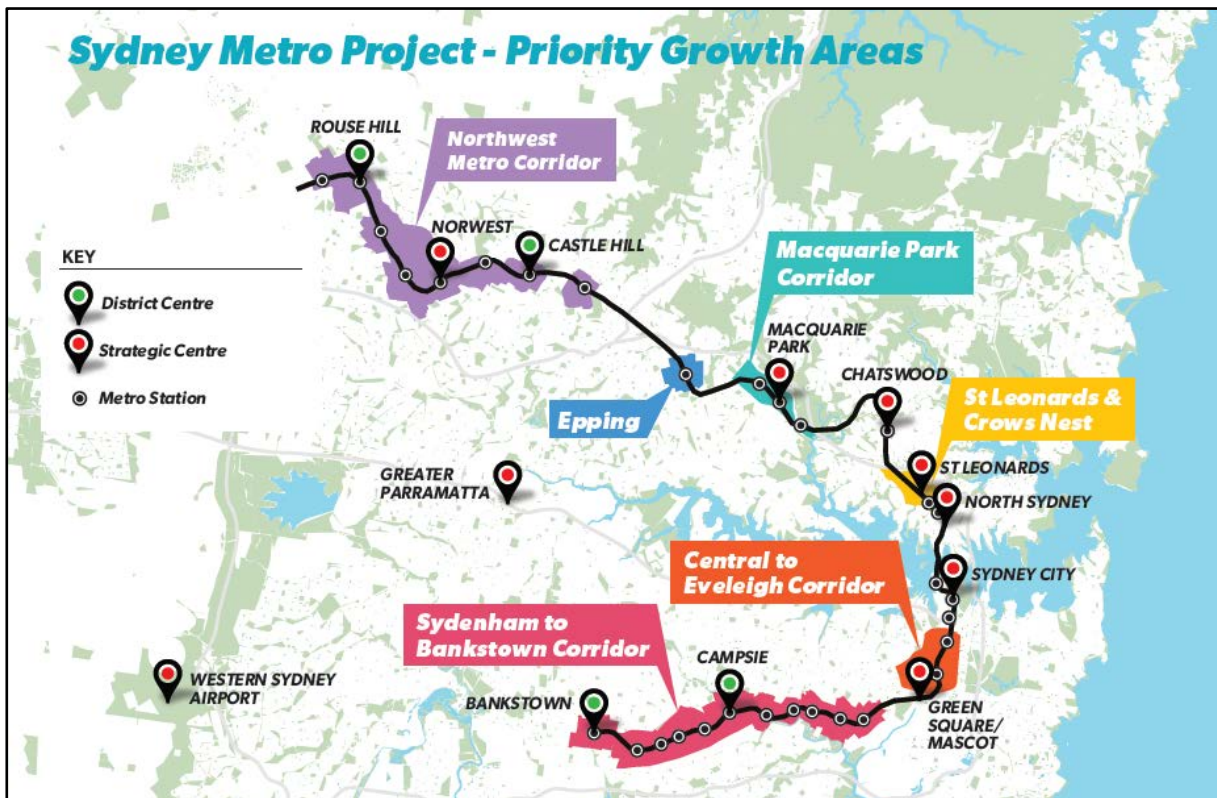 Sydney Metro Project - Priority Growth Areas
ROUSE HILL
Northwest
Metro Corridor
NORWEST
CASTLE HILL
KEY
District Centre
Strategic Centre
Metro Station
Macquarie Park
Corridor
MACQUARIE
PARK
CHATSWOOD
Epping
St Leonards &
Crows Nest
ST LEONARDS
GREATER
PARRAMATTA
NORTH SYDNEY
Central to
Eveleigh Corridor
SYDNEY CITY
Sydenham to
Bankstown Corridor
CAMPSIE
WESTERN SYDNEY
AIRPORT
BANKSTOWN
GREEN
SQUARE/
MASCOT